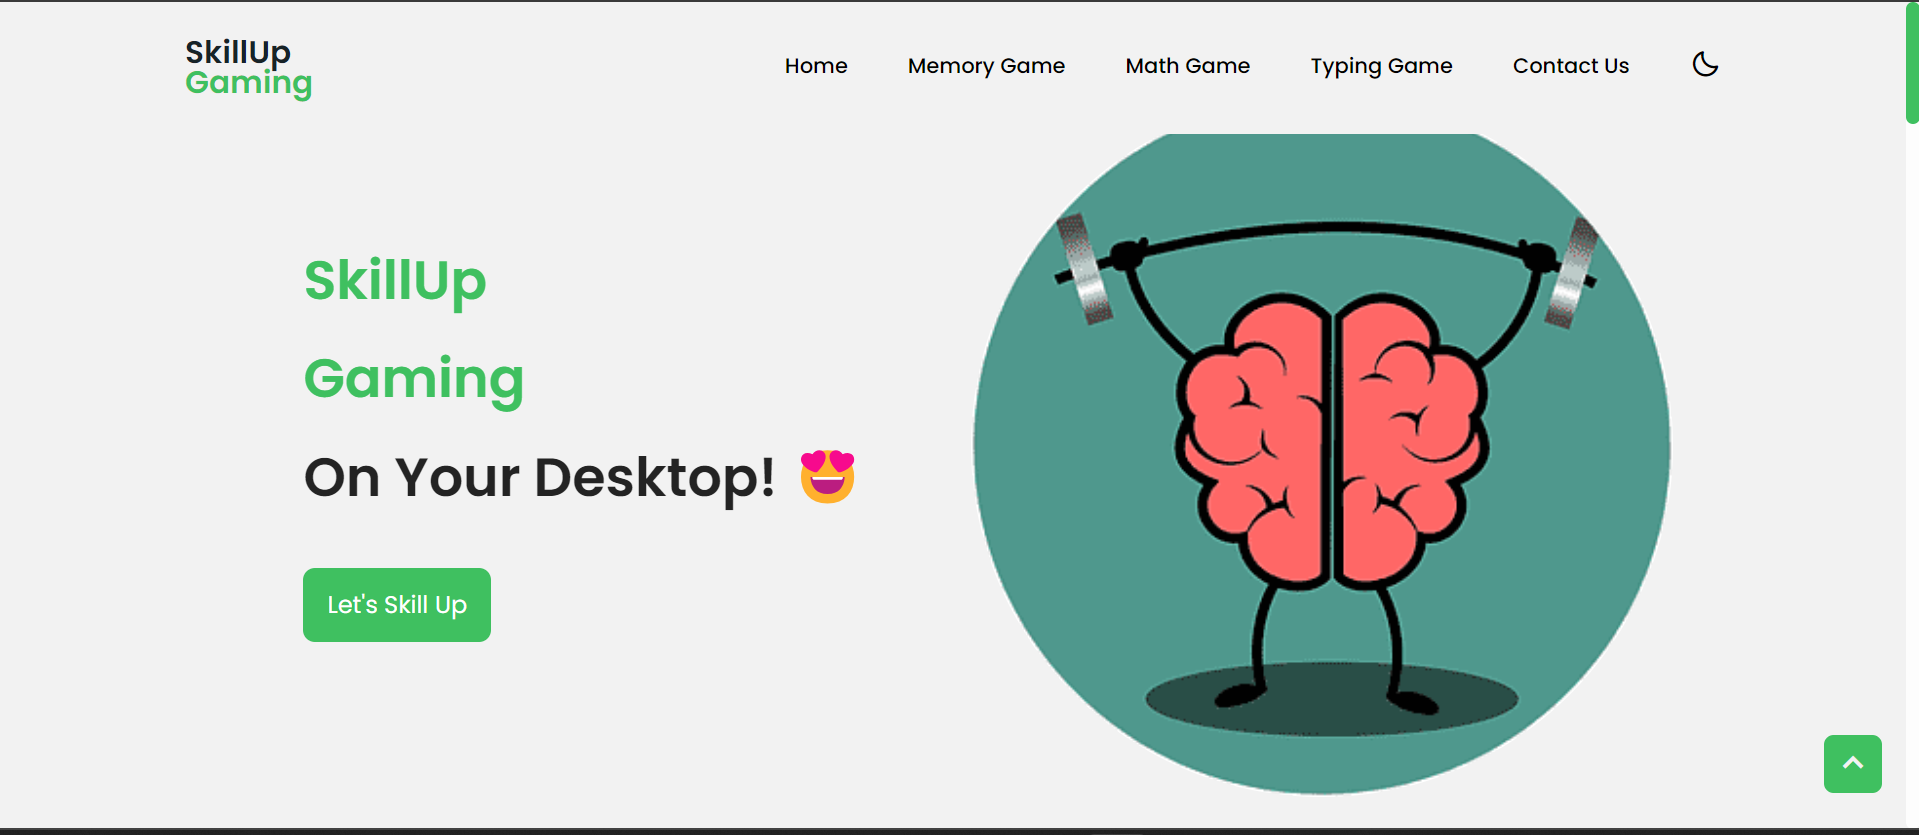 SkillUp
Gaming
Home
Memory Game
Math Game
Typing Game
Contact Us
SkillUp
Gaming
On Your Desktop! 😍
Let's Skill Up